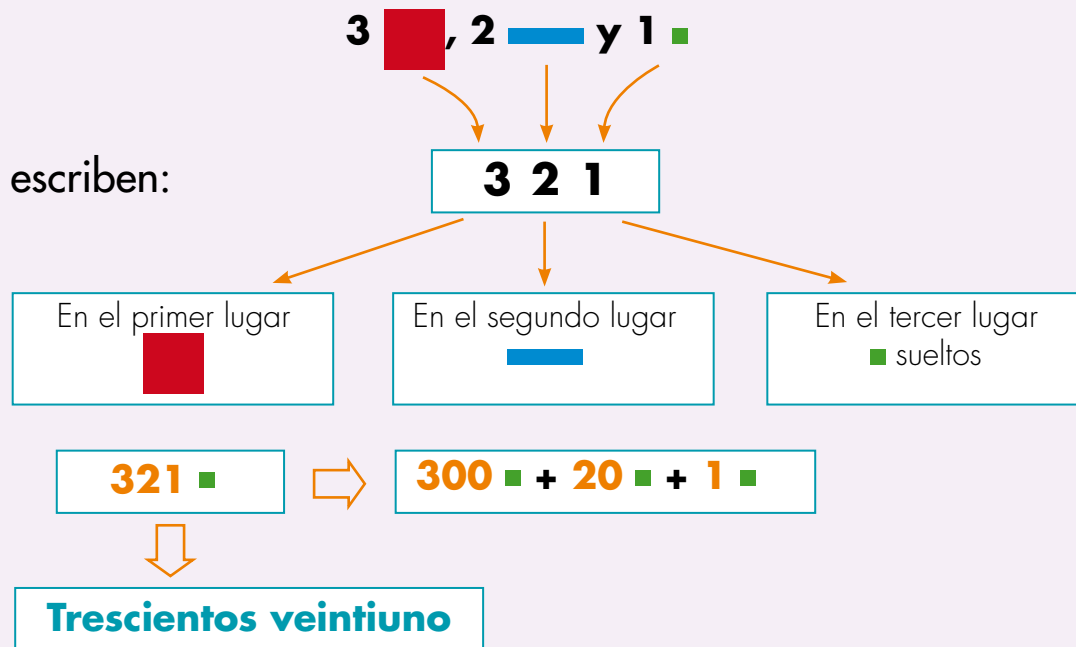 3 , 2 y 1
escriben:
3 2 1
En el primer lugar
En el segundo lugar
En el tercer lugar
sueltos
321
300 + 20 + 1
Trescientos veintiuno